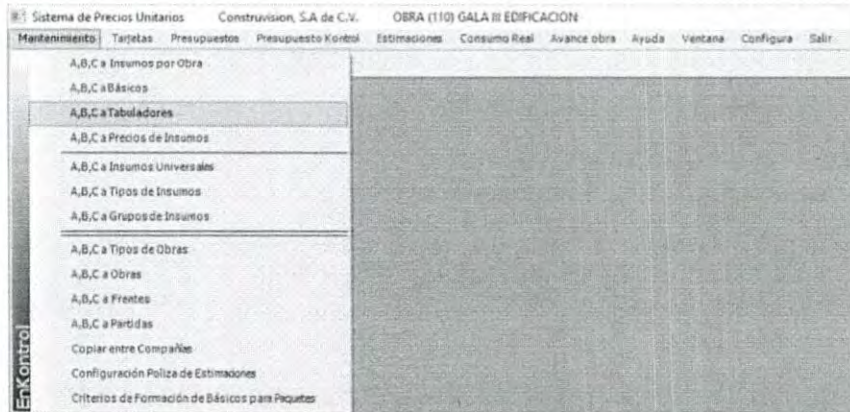 Sistema de Precios Unitarios Construvision, S.A de C.V. OBRA (110) GALA III EDIFICACION
Mantenimiento Tarjetas Presupuestos Presupuesto Kontrol Estimaciones Consumo Real Avance obra Ayuda Ventana Configura Salir
A,B,C a Insumos por Obra
A,B,C a Básicos
A,B,C a Tabuladores
A,B,C a Precios de Insumos
A,B,C a Insumos Universales
A,B,C a Tipos de Insumos
A,B,C a Grupos de Insumos
A,B,C a Tipos de Obras
A,B,C a Obras
A,B,C a Frentes
A,B,C a Partidas
Copiar entre Compañias
Configuración Poliza de Estimaciones
Criterios de Formación de Básicos para Paquetes
EnKontrol